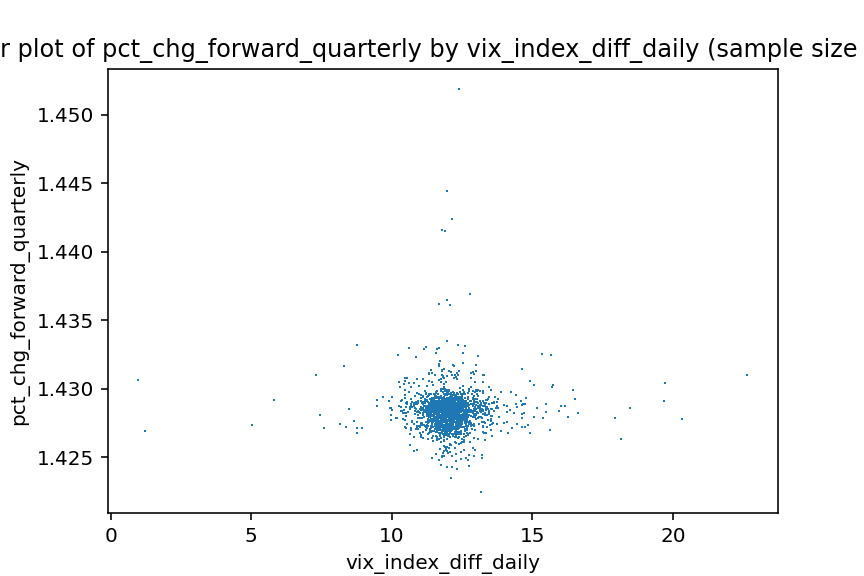 r plot of pct_chg_forward_quarterly by vix_index_diff_daily (sample size
1.450
1.445
1.440
1.435
1.430
1.425
pct_chg_forward_quarterly
0 5 10 15 20
vix_index_diff_daily